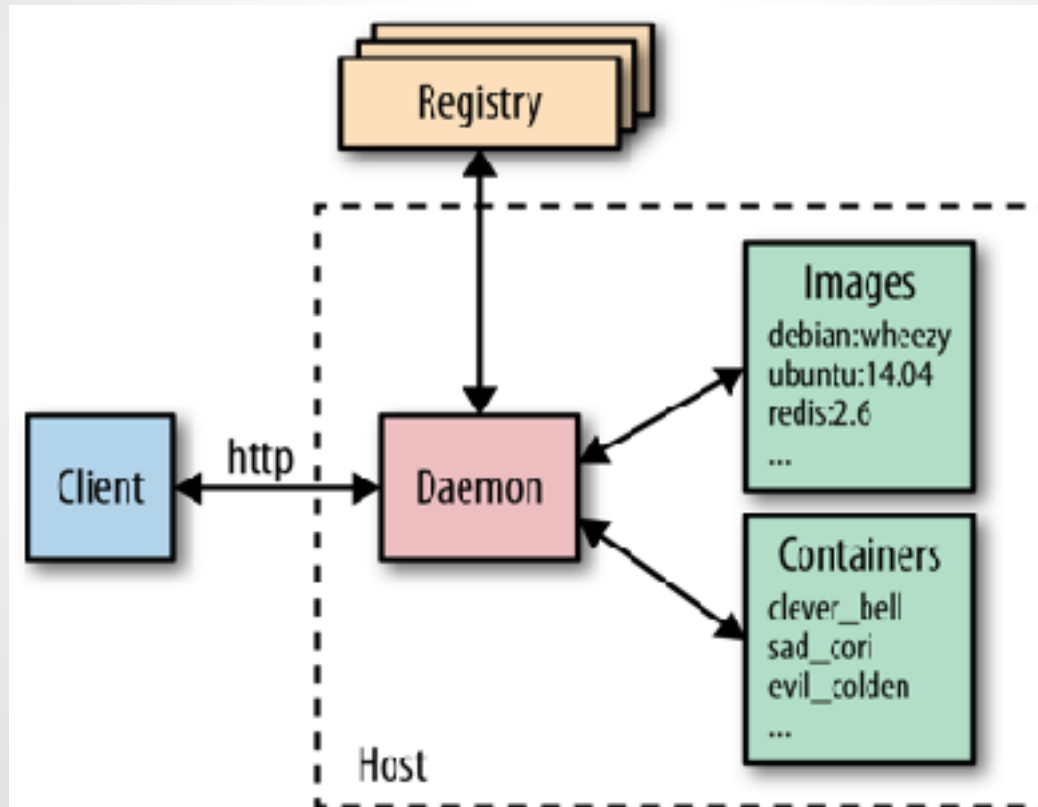 Registry
Images
debian:wheezy
ubuntu:14.04
redis:2.6
...
http
Client
Daemon
Containers
clever_bell
sad_cori
evil_colden
...
Host